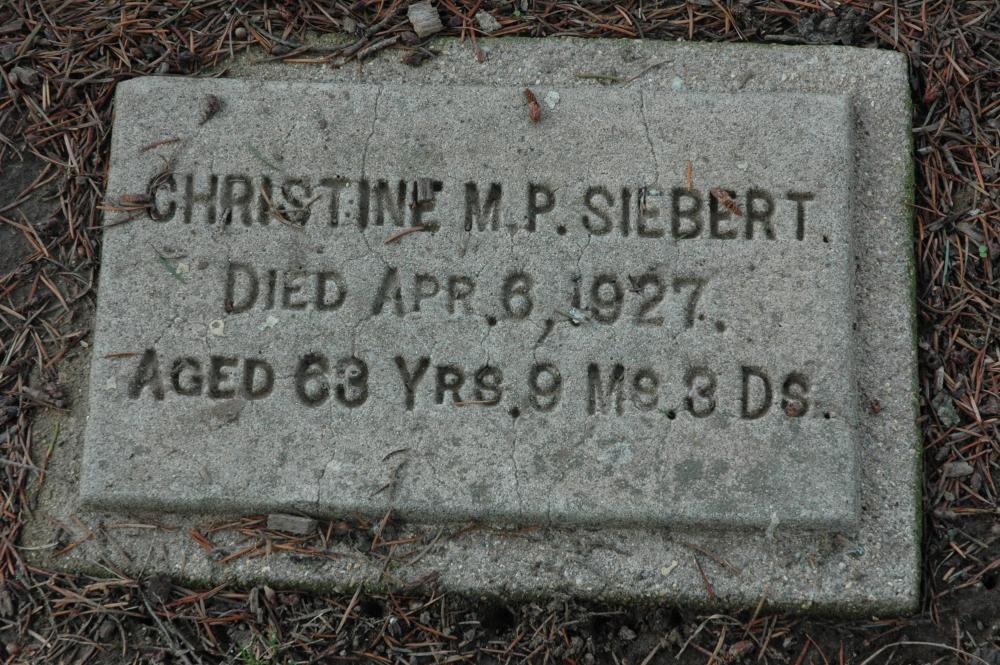 CHRISTINE M.P. SIEBERT.
DIED APR. 6, 1927.
AGED 63 YRS. 9 MS. 3 DS.